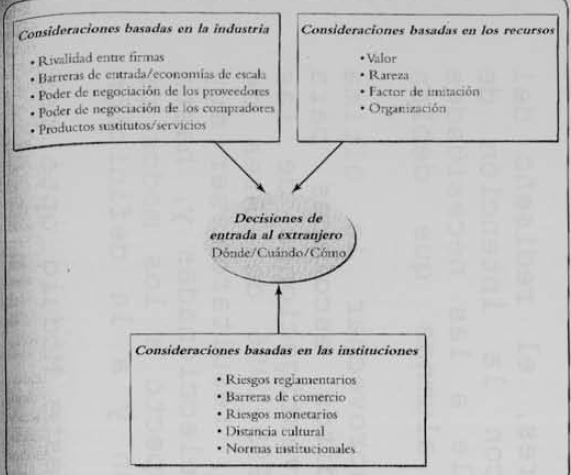 Consideraciones basadas en la industria
• Rivalidad entre firmas
• Barreras de entrada/economías de escala
• Poder de negociación de los proveedores
• Poder de negociación de los compradores
• Productos sustitutos/servicios
Consideraciones basadas en los recursos
• Valor
• Rareza
• Factor de imitación
• Organización
Decisiones de
entrada al extranjero
Dónde/Cuándo/Cómo
Consideraciones basadas en las instituciones
• Riesgos reglamentarios
• Barreras de comercio
• Riesgos monetarios
• Distancia cultural
• Normas institucionales